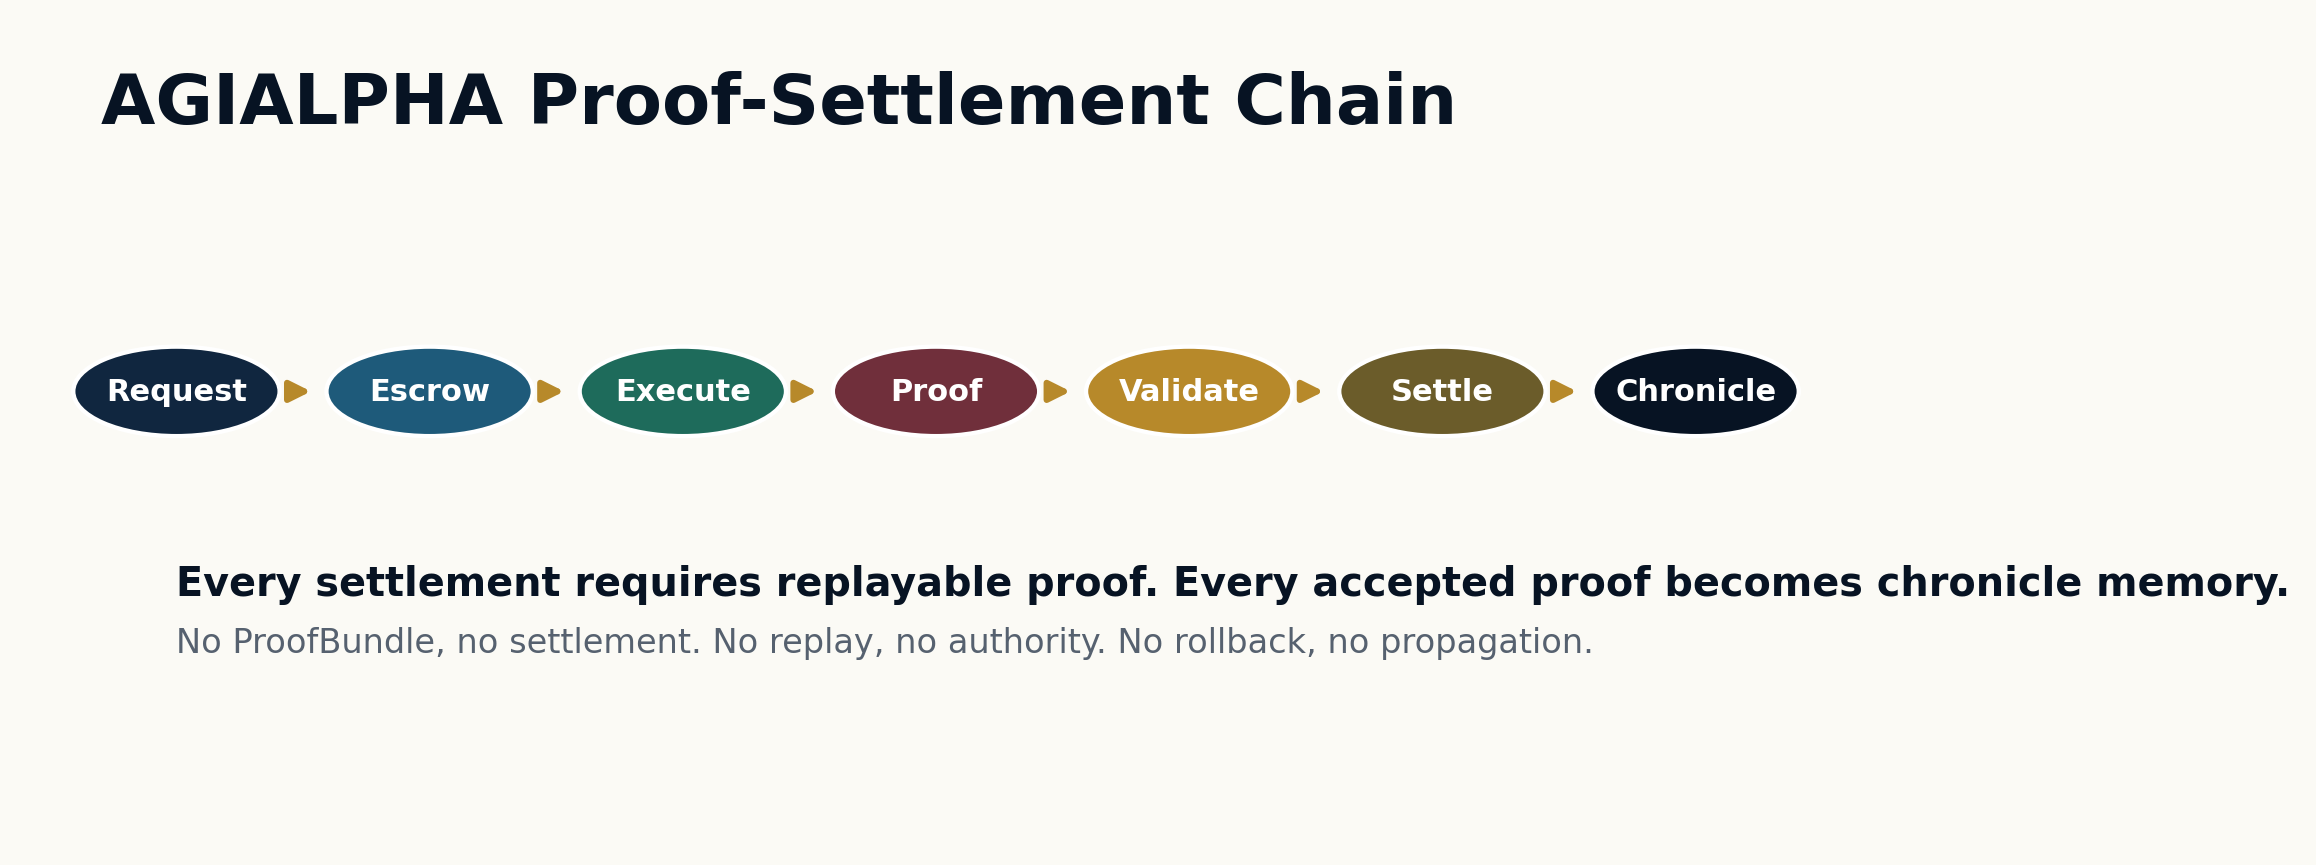 AGIALPHA Proof-Settlement Chain
Request
Escrow
Execute
Proof
Validate
Settle
Chronicle
Every settlement requires replayable proof. Every accepted proof becomes chronicle memory.
No ProofBundle, no settlement. No replay, no authority. No rollback, no propagation.